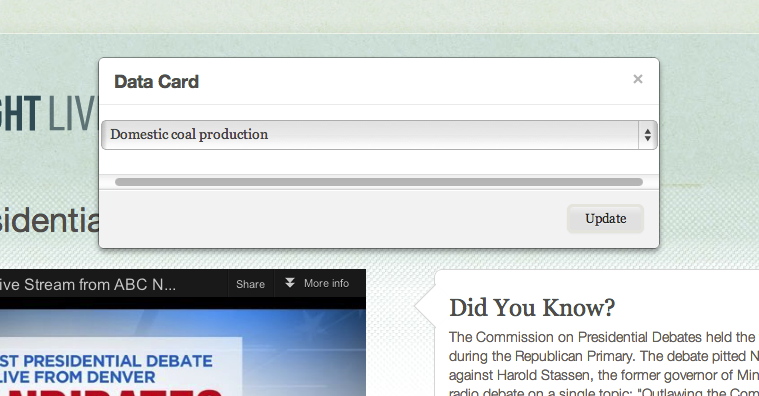 Data Card
×
GHT LIV
Domestic coal production
sidentia
Update
ive Stream from ABC N...
Share
More info
ST PRESIDENTIAL DEBATE
LIVE FROM DENVER
Did You Know?
The Commission on Presidential Debates held the
during the Republican Primary. The debate pitted N
against Harold Stassen, the former governor of Min
radio debate on a single topic: "Outlawing the Com